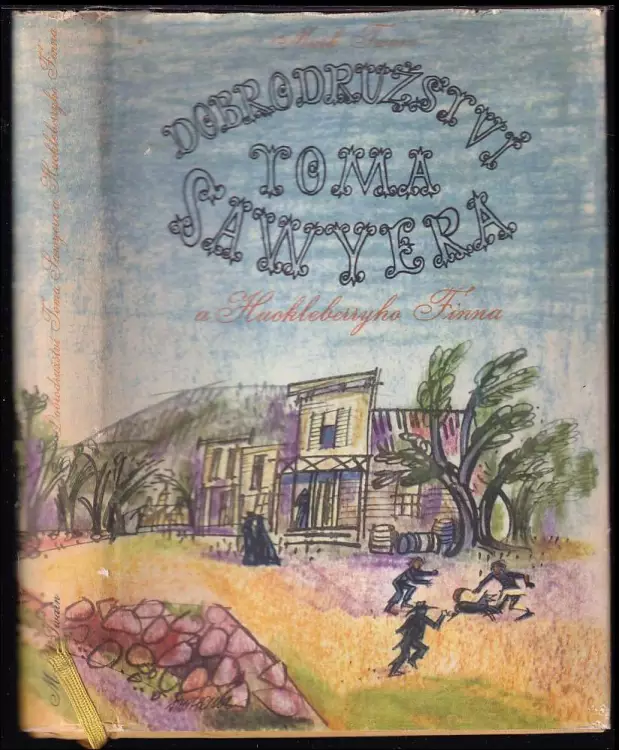 Mark Twain
DOBRODRUŽSTVÍ
TOMA
SAWYERA
a Huckleberryho Finna
Mark Twain
Dobrodružství Toma Sawyera a Huckleberryho Finna